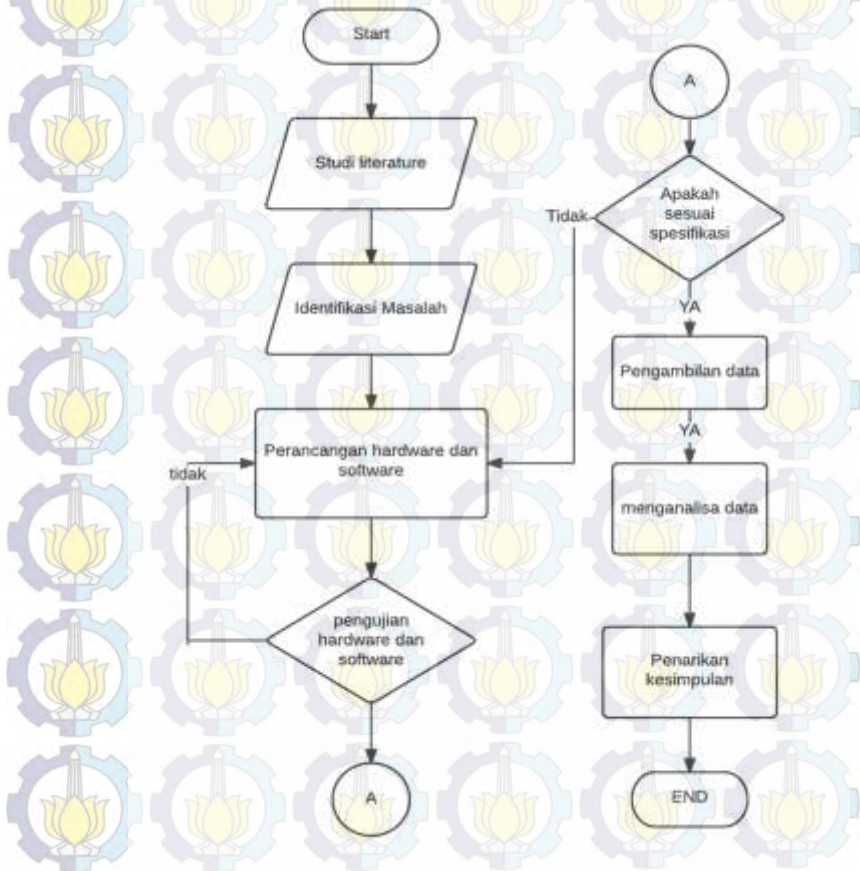 Start
Studi literature
Identifikasi Masalah
Perancangan hardware dan
software
tidak
pengujian
hardware dan
software
A
A
Apakah
sesuai
spesifikasi
Tidak
YA
Pengambilan data
YA
menganalisa data
Penarikan
kesimpulan
END